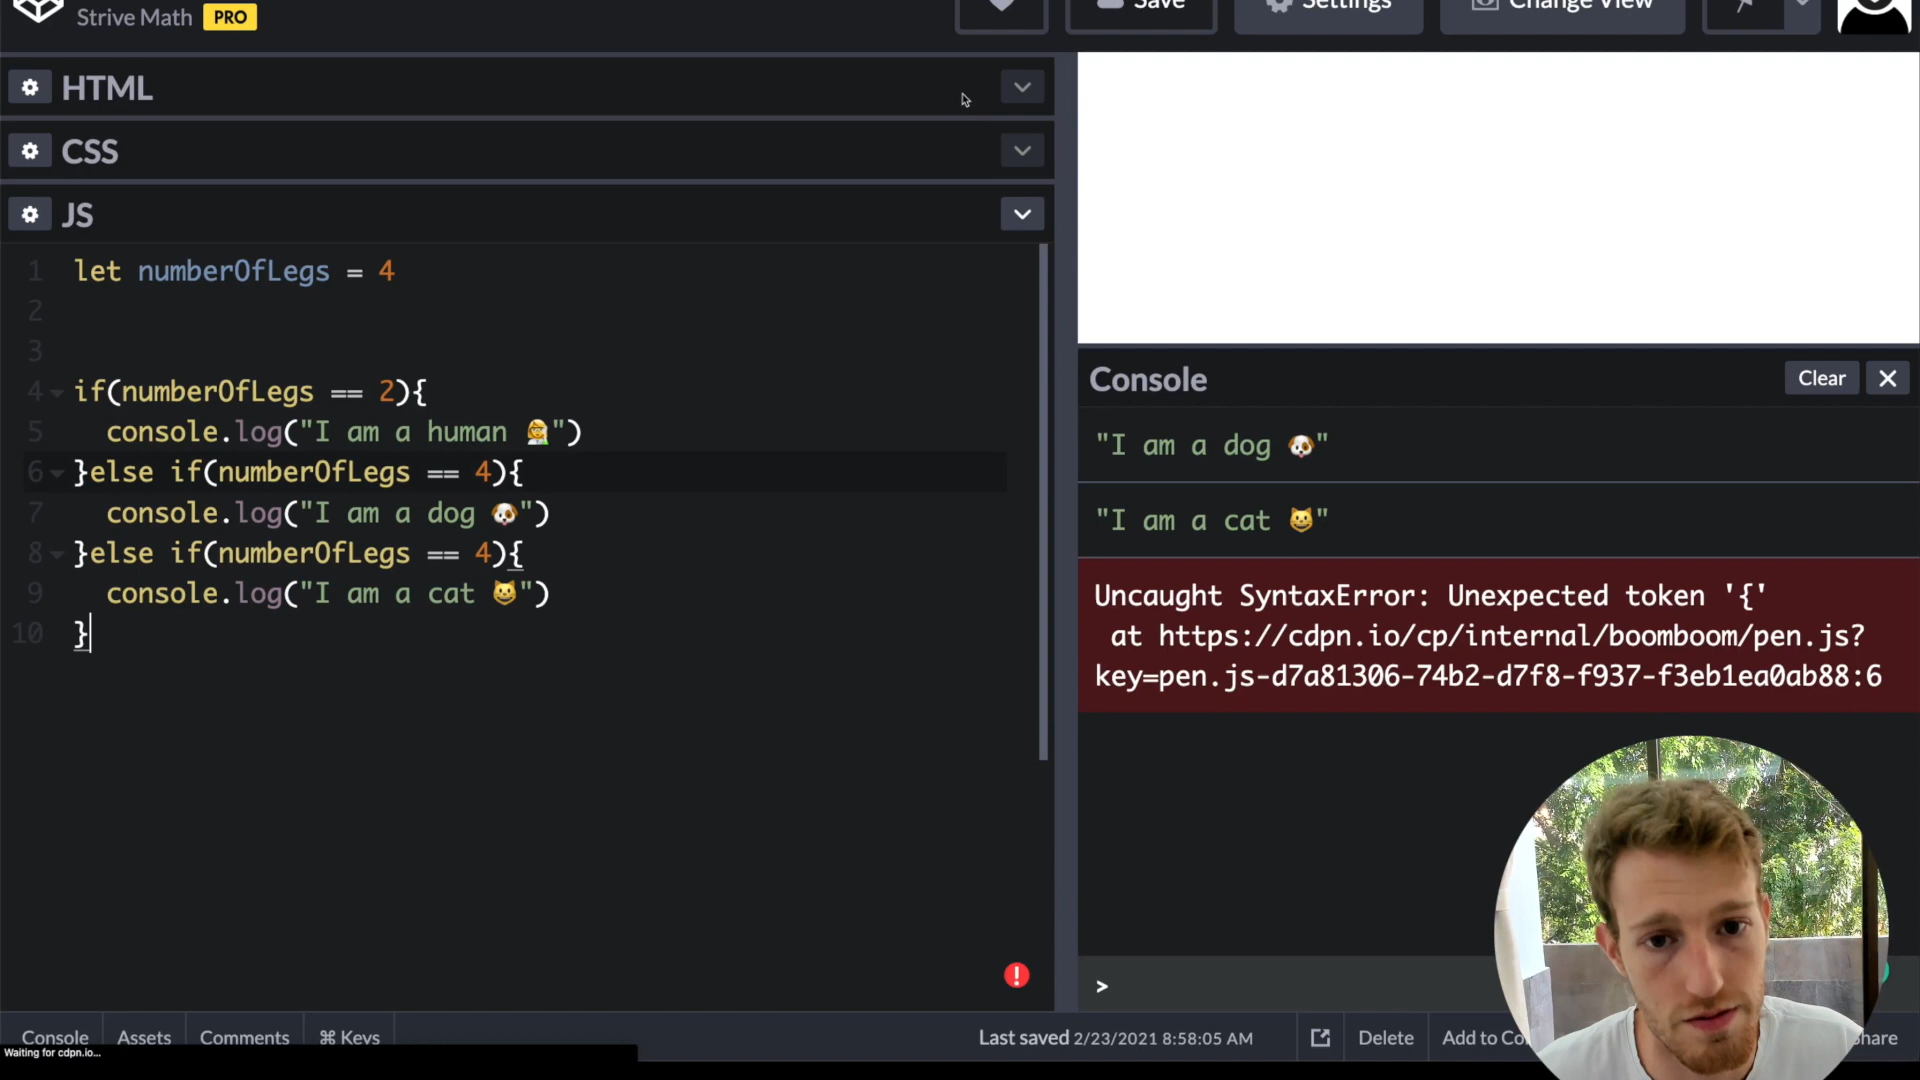 Strive Math PRO
Save
Settings
Change View
HTML
CSS
JS
1 let numberOfLegs = 4
2
3
4 if(numberOfLegs == 2){
5 console.log("I am a human 👩‍🔬")
6 }else if(numberOfLegs == 4){
7 console.log("I am a dog 🐶")
8 }else if(numberOfLegs == 4){
9 console.log("I am a cat 😺")
10 }
Console
Clear
"I am a dog 🐶"
"I am a cat 😺"
Uncaught SyntaxError: Unexpected token '{'
at https://cdpn.io/cp/internal/boomboom/pen.js?
key=pen.js-d7a81306-74b2-d7f8-f937-f3eb1ea0ab88:6
>
Console
Assets
Comments
⌘ Keys
Last saved 2/23/2021 8:58:05 AM
Delete
Add to Co
Share
Waiting for cdpn.io...